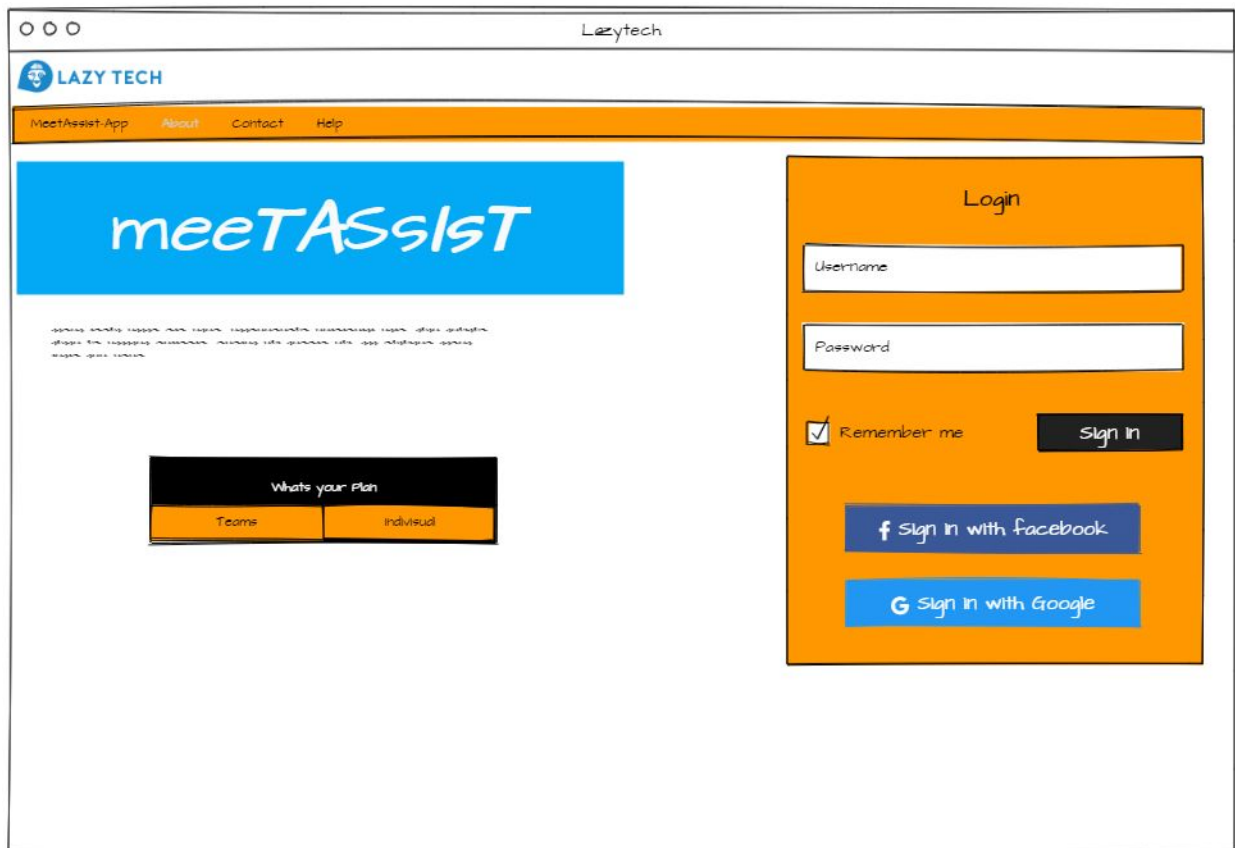 Lazytech
LAZY TECH
MeetAssist-App About Contact Help
meeTASsIsT
Login
Username
Password
Remember me Sign in
Whats your Plan
Teams Indivisual
f Sign in with facebook
G Sign in with Google